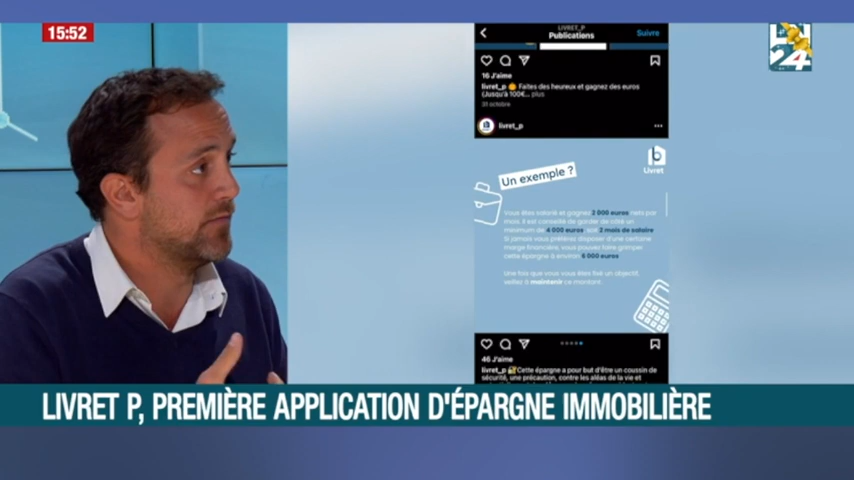 15:52
LIVRET_P
Publications
Suivre
24
16 J'aime
livret_p Faites des heureux et gagnez des euros
(Jusqu'à 100€... plus
31 octobre
livret_p
Livret
Un exemple ?
Vous êtes salarié et gagnez 2 000 euros nets par
mois. Il est conseillé de garder de côté un
minimum de 4 000 euros soit 2 mois de salaire
Si jamais vous préférez disposer d'une certaine
marge financière, vous pouvez faire grimper
cette épargne à environ 6 000 euros
Une fois que vous vous êtes fixé un objectif,
veillez à maintenir ce montant.
46 J'aime
livret_p Cette épargne a pour but d'être un coussin de
sécurité, une précaution, contre les aléas de la vie et
LIVRET P, PREMIÈRE APPLICATION D'ÉPARGNE IMMOBILIÈRE